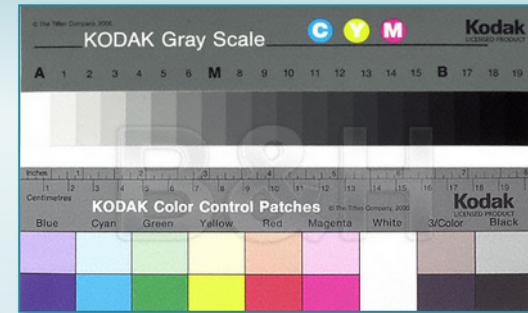 © The Tiffen Company, 2000
KODAK Gray Scale
C Y M
Kodak
LICENSED PRODUCT
A 1 2 3 4 5 6 M 8 9 10 11 12 13 14 15 B 17 18 19
B&H
Inches 1 2 3 4 5 6 7 8
Centimetres 1 2 3 4 5 6 7 8 9 10 11 12 13 14 15 16 17 18 19
KODAK Color Control Patches © The Tiffen Company, 2000
Kodak
LICENSED PRODUCT
Blue Cyan Green Yellow Red Magenta White 3/Color Black